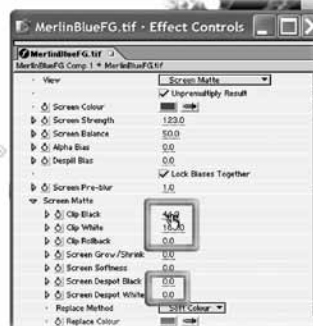 MerlinBlueFG.tif · Effect Controls
MerlinBlueFG.tif
MerlinBlueFG Comp 1 • MerlinBlueFG.tif
View Screen Matte
Unpremultiply Result
Screen Colour
Screen Strength 123.0
Screen Balance 50.0
Alpha Bias 0.0
Despill Bias 0.0
Lock Biases Together
Screen Pre-blur 1.0
Screen Matte
Clip Black
Clip White
Clip Rollback 0.0
Screen Grow/Shrink 0.0
Screen Softness 0.0
Screen Despot Black 0.0
Screen Despot White 0.0
Replace Method Soft Colour
Replace Colour